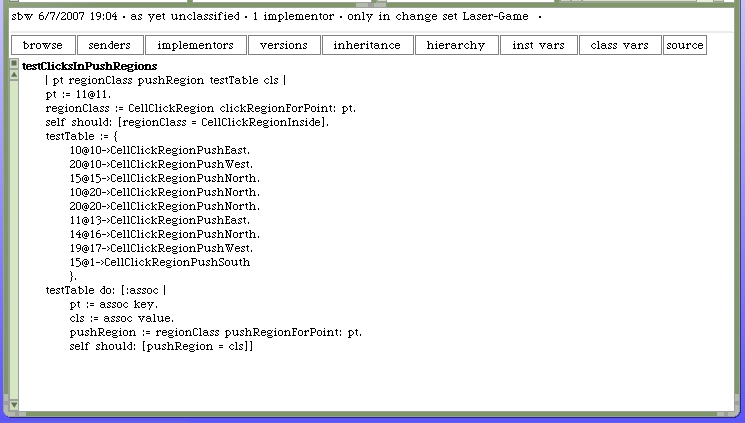 sbw 6/7/2007 19:04 · as yet unclassified · 1 implementor · only in change set Laser-Game ·
browse senders implementors versions inheritance hierarchy inst vars class vars source
testClicksInPushRegions
| pt regionClass pushRegion testTable cls |
pt := 11@11.
regionClass := CellClickRegion clickRegionForPoint: pt.
self should: [regionClass = CellClickRegionInside].
testTable := {
10@10->CellClickRegionPushEast.
20@10->CellClickRegionPushWest.
15@15->CellClickRegionPushNorth.
10@20->CellClickRegionPushNorth.
20@20->CellClickRegionPushNorth.
11@13->CellClickRegionPushEast.
14@16->CellClickRegionPushNorth.
19@17->CellClickRegionPushWest.
15@1->CellClickRegionPushSouth
}.
testTable do: [:assoc |
pt := assoc key.
cls := assoc value.
pushRegion := regionClass pushRegionForPoint: pt.
self should: [pushRegion = cls]]